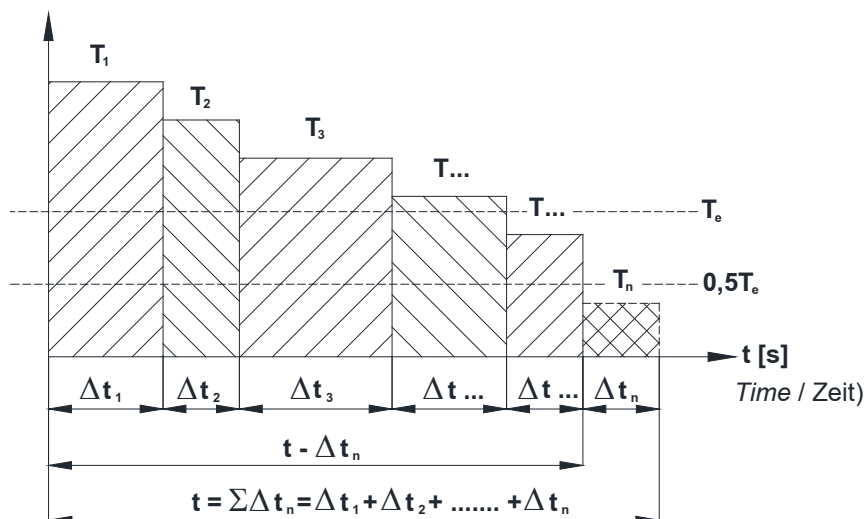 T₁
T₂
T₃
T...
T...
Tₑ
Tₙ
0,5Tₑ
t [s]
Time / Zeit)
Δt₁ Δt₂ Δt₃ Δt ... Δt ... Δtₙ
t - Δtₙ
t = ΣΔtₙ=Δt₁+Δt₂+ ....... +Δtₙ